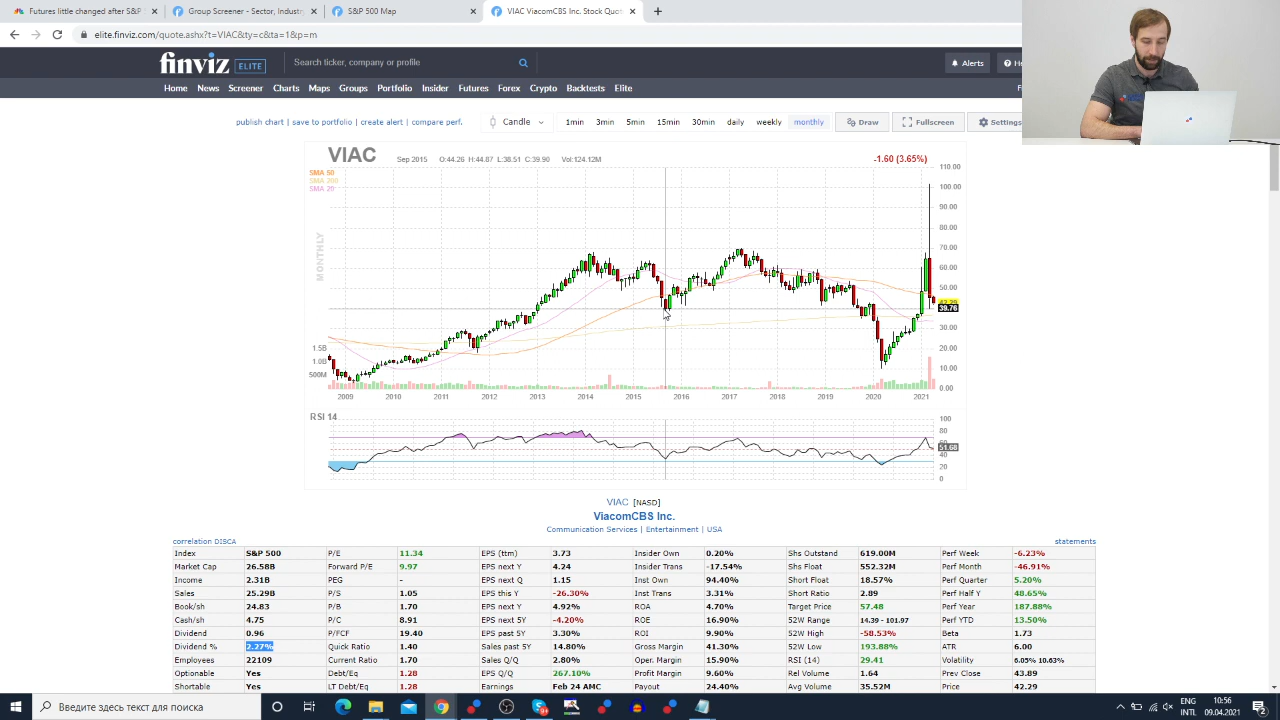 Futures little changed after S&P
Group Screener - Sector, Industry
S&P 500 Map
VIAC ViacomCBS Inc. Stock Quote
elite.finviz.com/quote.ashx?t=VIAC&ty=c&ta=1&p=m
finviz ELITE Search ticker, company or profile Alerts
Home News Screener Charts Maps Groups Portfolio Insider Futures Forex Crypto Backtests Elite
publish chart | save to portfolio | create alert | compare perf. Candle 1min 3min 5min 15min 30min daily weekly monthly Draw Fullscreen Settings
VIAC Sep 2015 O:44.26 H:44.87 L:38.51 C:39.90 Vol:124.12M -1.60 (3.65%)
SMA 50
SMA 200
SMA 20
MONTHLY
110.00
100.00
90.00
80.00
70.00
60.00
50.00
42.29
39.76
30.00
20.00
10.00
0.00
1.5B
1.0B
500M
2009 2010 2011 2012 2013 2014 2015 2016 2017 2018 2019 2020 2021
RSI 14
100
80
60
51.68
40
20
0
VIAC [NASD]
ViacomCBS Inc.
Communication Services | Entertainment | USA
correlation DISCA statements
Index S&P 500 P/E 11.34 EPS (ttm) 3.73 Insider Own 0.20% Shs Outstand 619.00M Perf Week -6.23%
Market Cap 26.58B Forward P/E 9.97 EPS next Y 4.24 Insider Trans -17.54% Shs Float 552.32M Perf Month -46.91%
Income 2.31B PEG - EPS next Q 1.15 Inst Own 94.40% Short Float 18.57% Perf Quarter 5.20%
Sales 25.29B P/S 1.05 EPS this Y -26.30% Inst Trans 3.31% Short Ratio 2.89 Perf Half Y 48.65%
Book/sh 24.83 P/B 1.70 EPS next Y 4.92% ROA 4.70% Target Price 57.48 Perf Year 187.88%
Cash/sh 4.75 P/C 8.91 EPS next 5Y -4.20% ROE 16.90% 52W Range 14.39 - 101.97 Perf YTD 13.50%
Dividend 0.96 P/FCF 19.40 EPS past 5Y 3.30% ROI 9.90% 52W High -58.53% Beta 1.73
Dividend % 2.27% Quick Ratio 1.40 Sales past 5Y 14.80% Gross Margin 41.30% 52W Low 193.88% ATR 6.00
Employees 22109 Current Ratio 1.70 Sales Q/Q 2.80% Oper. Margin 15.90% RSI (14) 29.41 Volatility 6.05% 10.83%
Optionable Yes Debt/Eq 1.28 EPS Q/Q 267.10% Profit Margin 9.60% Rel Volume 1.64 Prev Close 43.89
Shortable Yes LT Debt/Eq 1.28 Earnings Feb 24 AMC Payout 24.40% Avg Volume 35.52M Price 42.29
Введите здесь текст для поиска
ENG
INTL
10:56
09.04.2021
2